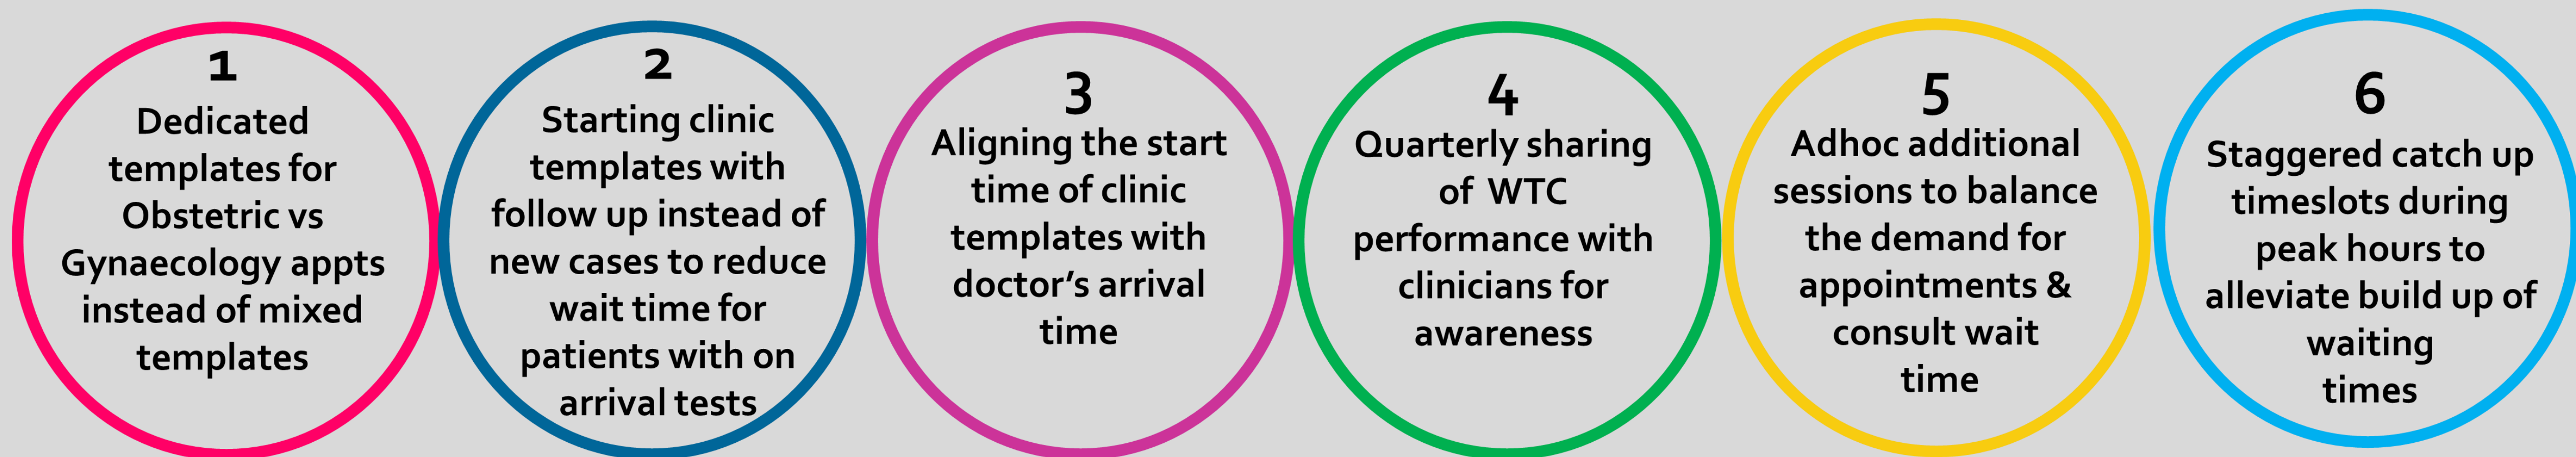 1
Dedicated
templates for
Obstetric vs
Gynaecology appts
instead of mixed
templates
2
Starting clinic
templates with
follow up instead of
new cases to reduce
wait time for
patients with on
arrival tests
3
Aligning the start
time of clinic
templates with
doctor's arrival
time
4
Quarterly sharing
of WTC
performance with
clinicians for
awareness
5
Adhoc additional
sessions to balance
the demand for
appointments &
consult wait
time
6
Staggered catch up
timeslots during
peak hours to
alleviate build up of
waiting
times